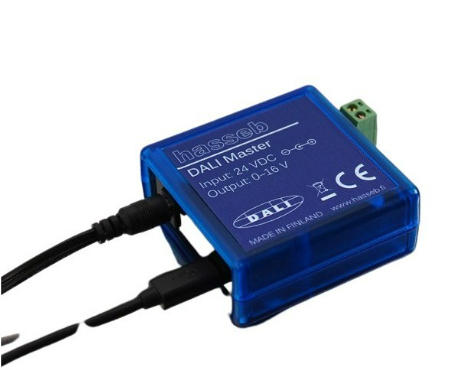 hasseb
DALI Master
Input: 24 VDC
Output: 0-16 V
CE
DALI
MADE IN FINLAND
www.hasseb.fi